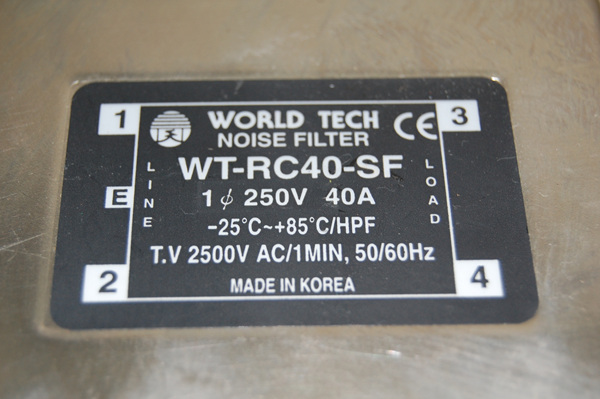 1 WORLD TECH CE 3
NOISE FILTER
WT-RC40-SF
LINE
LOAD
E
1φ 250V 40A
-25°C~+85°C/HPF
T.V 2500V AC/1MIN, 50/60Hz
2 MADE IN KOREA 4